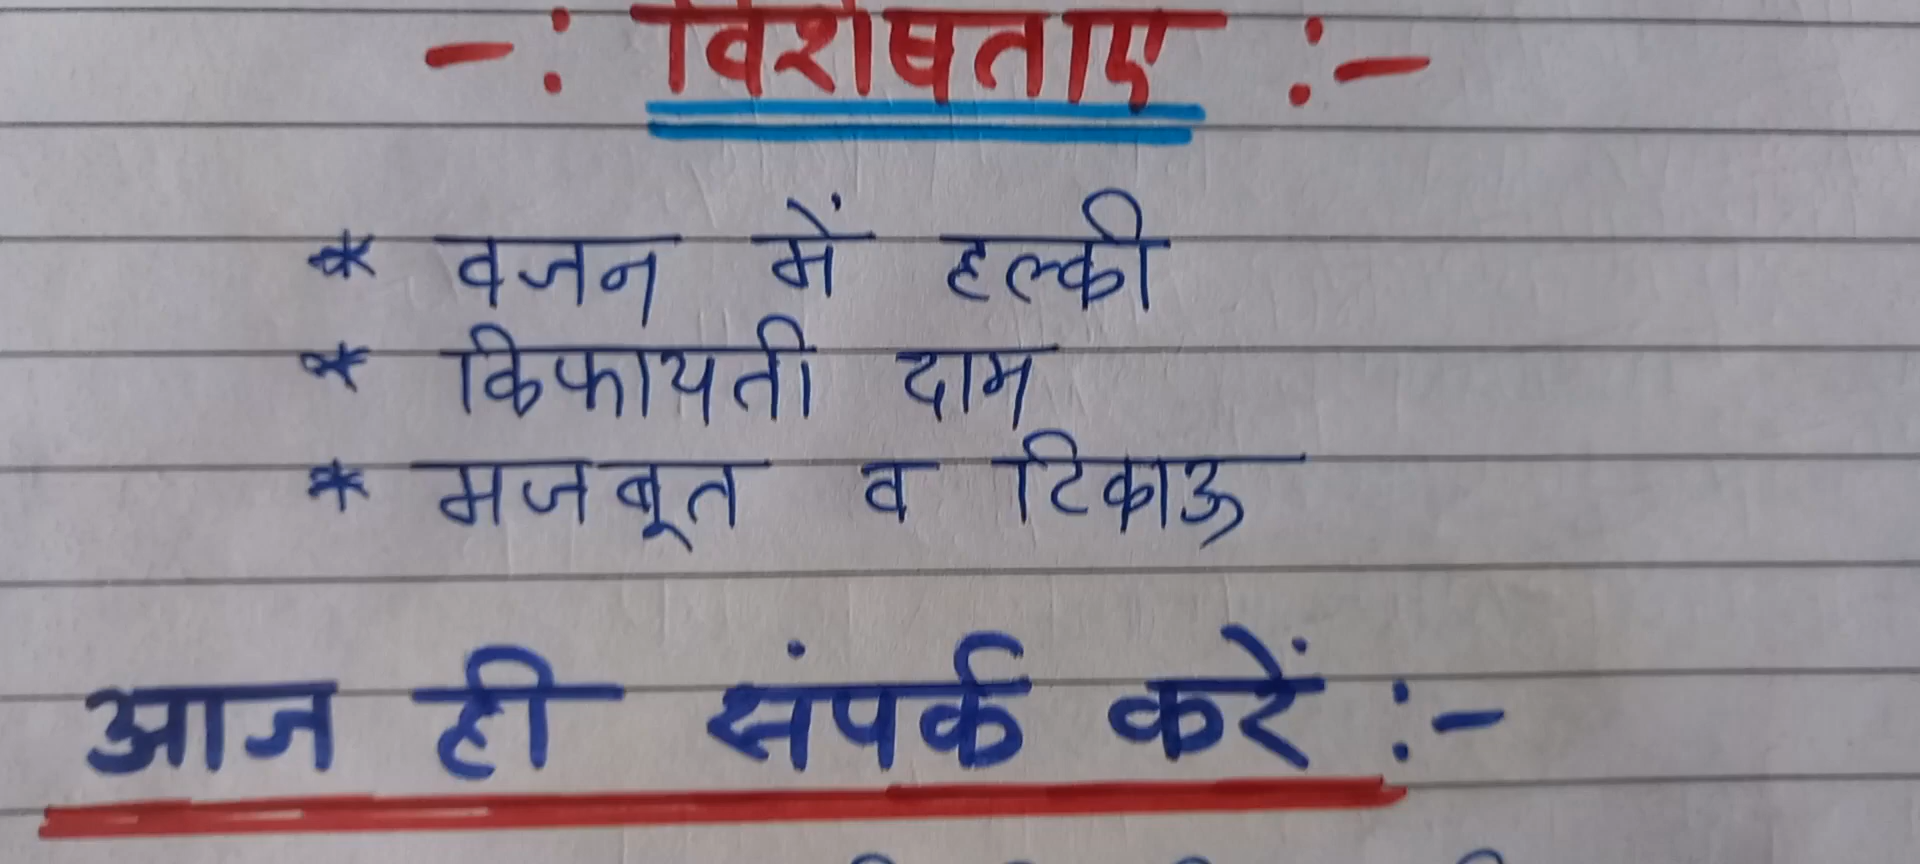 -: विशेषताए :-
* वजन में हल्की
* किफायती दाम
* मजबूत व टिकाऊ
आज ही संपर्क करें :-